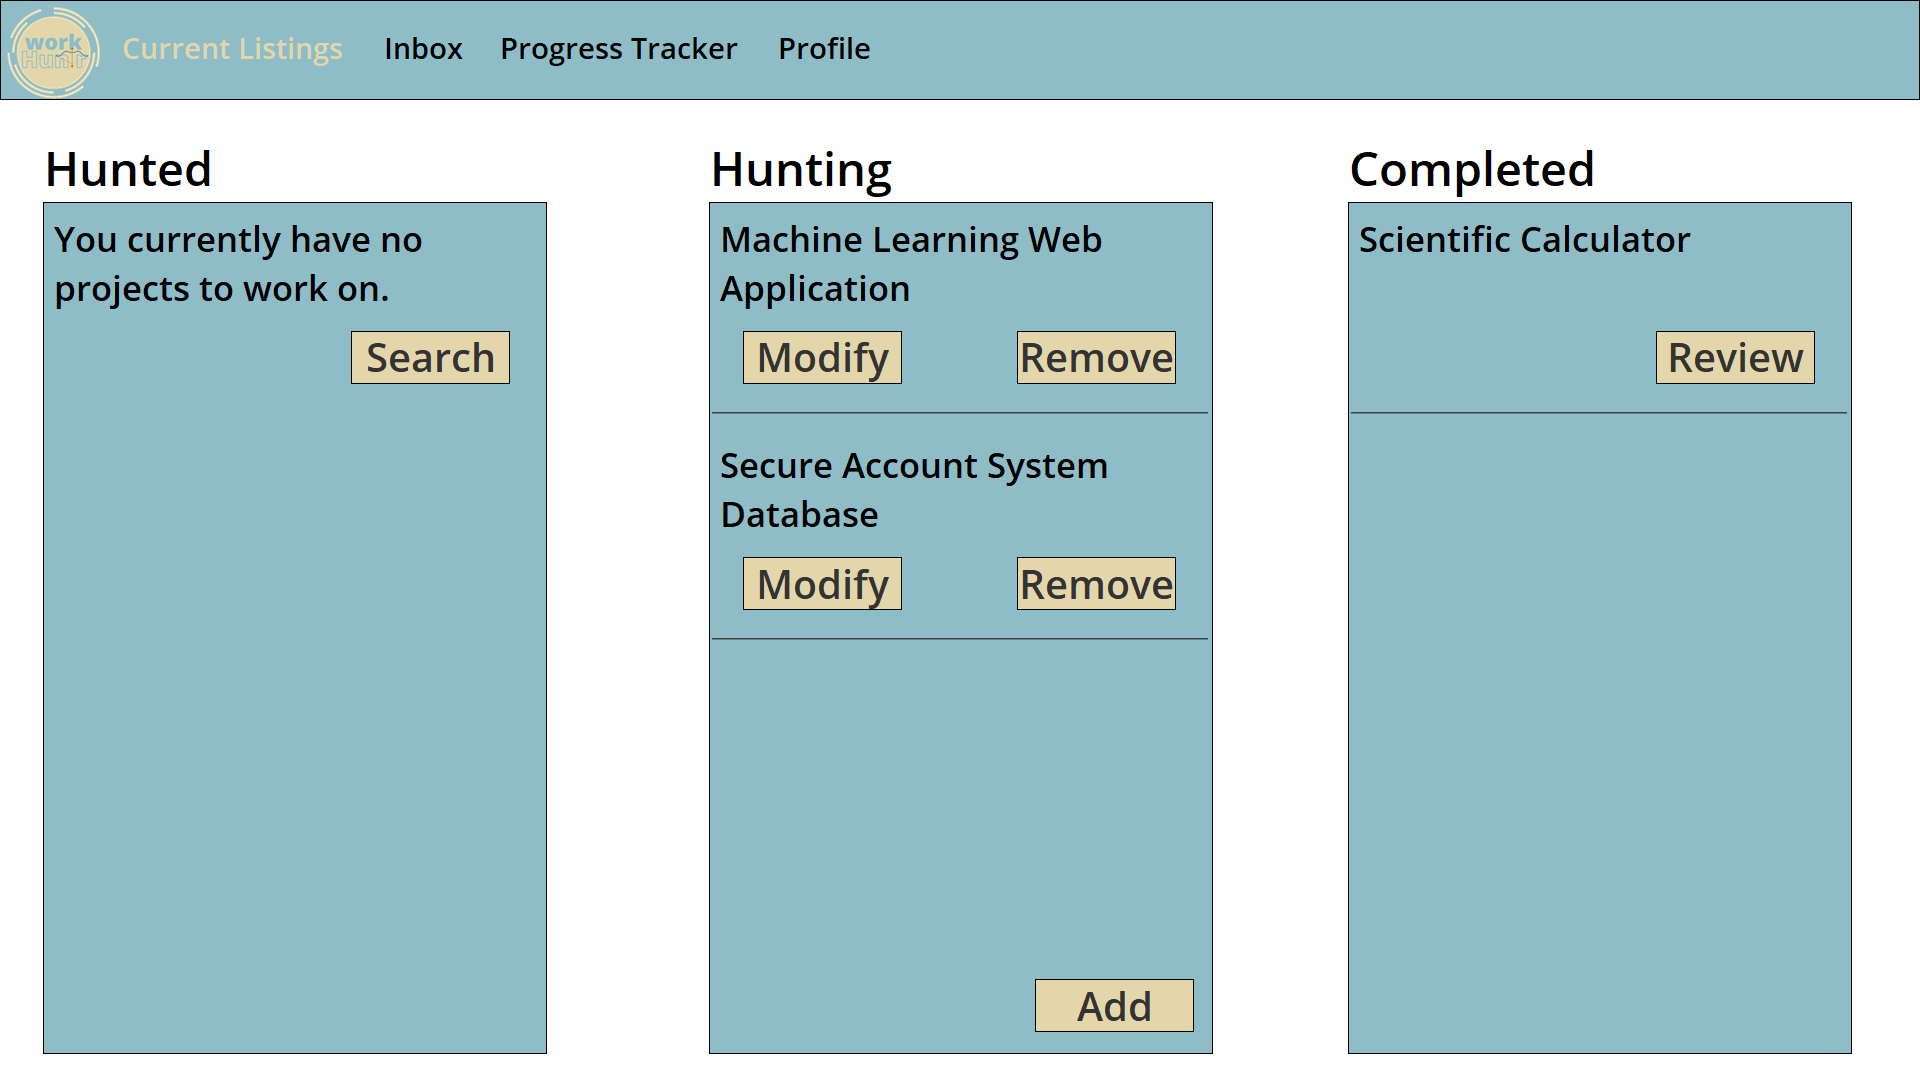 work
Huntr
Current Listings
Inbox
Progress Tracker
Profile
Hunted
You currently have no
projects to work on.
Search
Hunting
Machine Learning Web
Application
Modify
Remove
Secure Account System
Database
Modify
Remove
Add
Completed
Scientific Calculator
Review